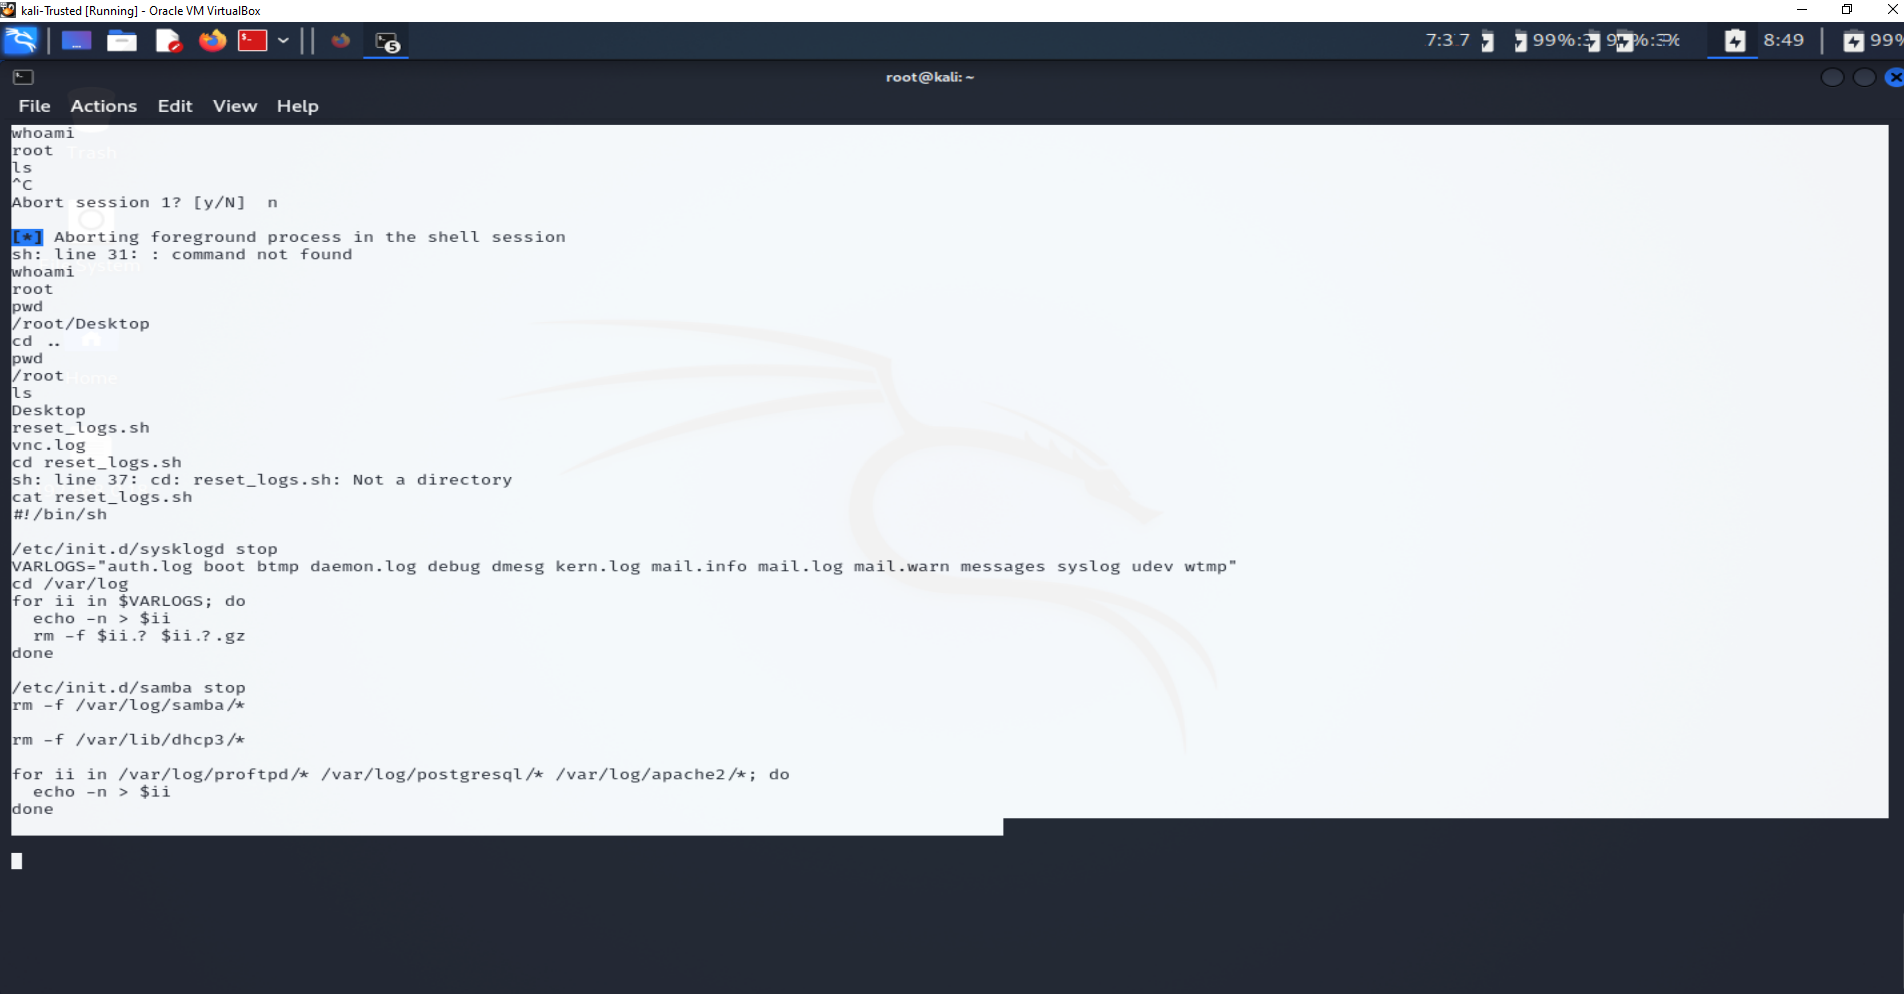 kali-Trusted [Running] - Oracle VM VirtualBox
7:37 99% 8:49 99%
root@kali: ~
File Actions Edit View Help
whoami
root
Trash
ls
^C
Abort session 1? [y/N]  n
[*] Aborting foreground process in the shell session
sh: line 31: : command not found
System
whoami
root
pwd
/root/Desktop
cd ..
pwd
/root
Home
ls
Desktop
reset_logs.sh
vnc.log
cd reset_logs.sh
sh: line 37: cd: reset_logs.sh: Not a directory
cat reset_logs.sh
#!/bin/sh
/etc/init.d/sysklogd stop
VARLOGS="auth.log boot btmp daemon.log debug dmesg kern.log mail.info mail.log mail.warn messages syslog udev wtmp"
cd /var/log
for ii in $VARLOGS; do
  echo -n > $ii
  rm -f $ii.? $ii.?.gz
done
/etc/init.d/samba stop
rm -f /var/log/samba/*
rm -f /var/lib/dhcp3/*
for ii in /var/log/proftpd/* /var/log/postgresql/* /var/log/apache2/*; do
  echo -n > $ii
done